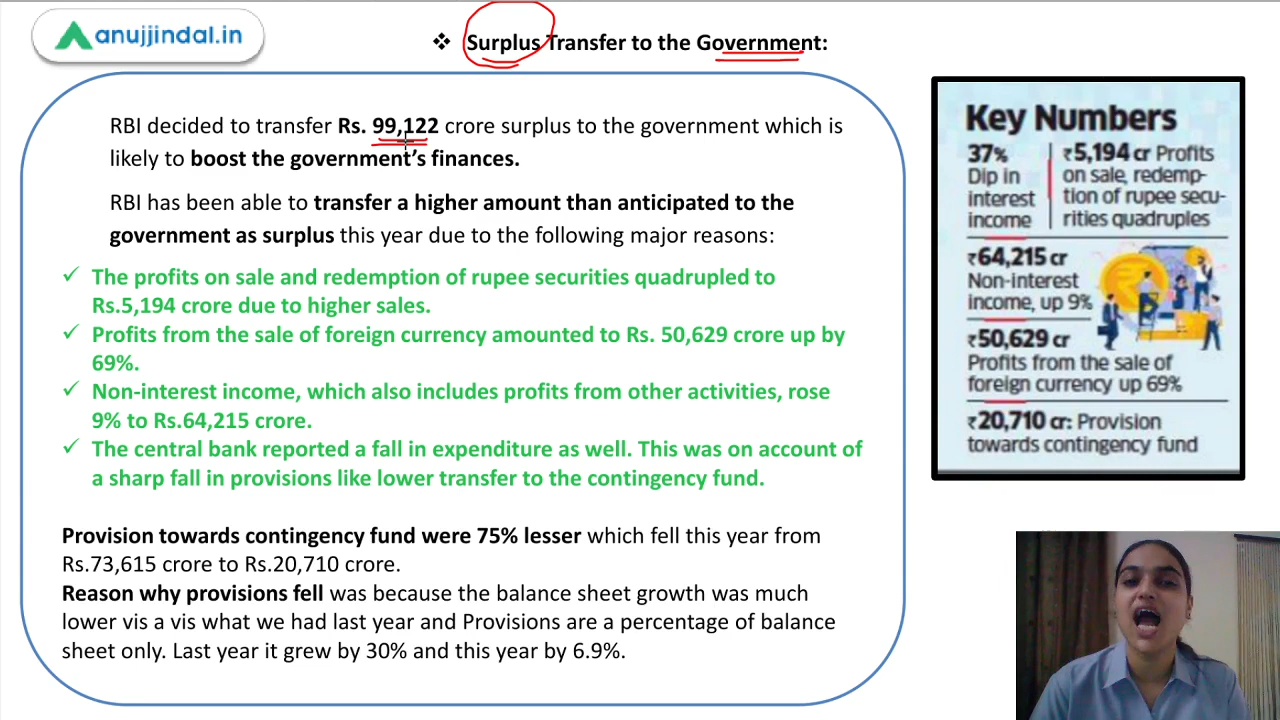 anujjindal.in
❖ Surplus Transfer to the Government:
RBI decided to transfer Rs. 99,122 crore surplus to the government which is
likely to boost the government's finances.
RBI has been able to transfer a higher amount than anticipated to the
government as surplus this year due to the following major reasons:
✓ The profits on sale and redemption of rupee securities quadrupled to
Rs.5,194 crore due to higher sales.
✓ Profits from the sale of foreign currency amounted to Rs. 50,629 crore up by
69%.
✓ Non-interest income, which also includes profits from other activities, rose
9% to Rs.64,215 crore.
✓ The central bank reported a fall in expenditure as well. This was on account of
a sharp fall in provisions like lower transfer to the contingency fund.
Provision towards contingency fund were 75% lesser which fell this year from
Rs.73,615 crore to Rs.20,710 crore.
Reason why provisions fell was because the balance sheet growth was much
lower vis a vis what we had last year and Provisions are a percentage of balance
sheet only. Last year it grew by 30% and this year by 6.9%.
Key Numbers
37%
Dip in
interest
income
₹5,194 cr Profits
on sale, redemp-
tion of rupee secu-
rities quadruples
₹64,215 cr
Non-interest
income, up 9%
₹50,629 cr
Profits from the sale of
foreign currency up 69%
₹20,710 cr: Provision
towards contingency fund